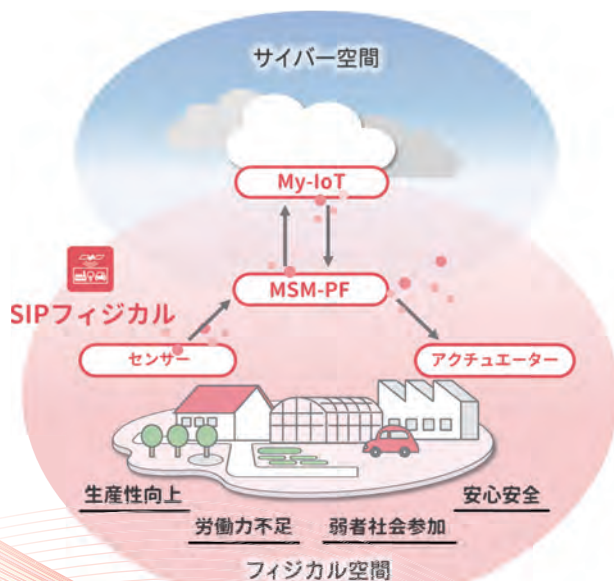 サイバー空間
My-IoT
MSM-PF
SIPフィジカル
センサー
アクチュエーター
生産性向上
安心安全
労働力不足
弱者社会参加
フィジカル空間